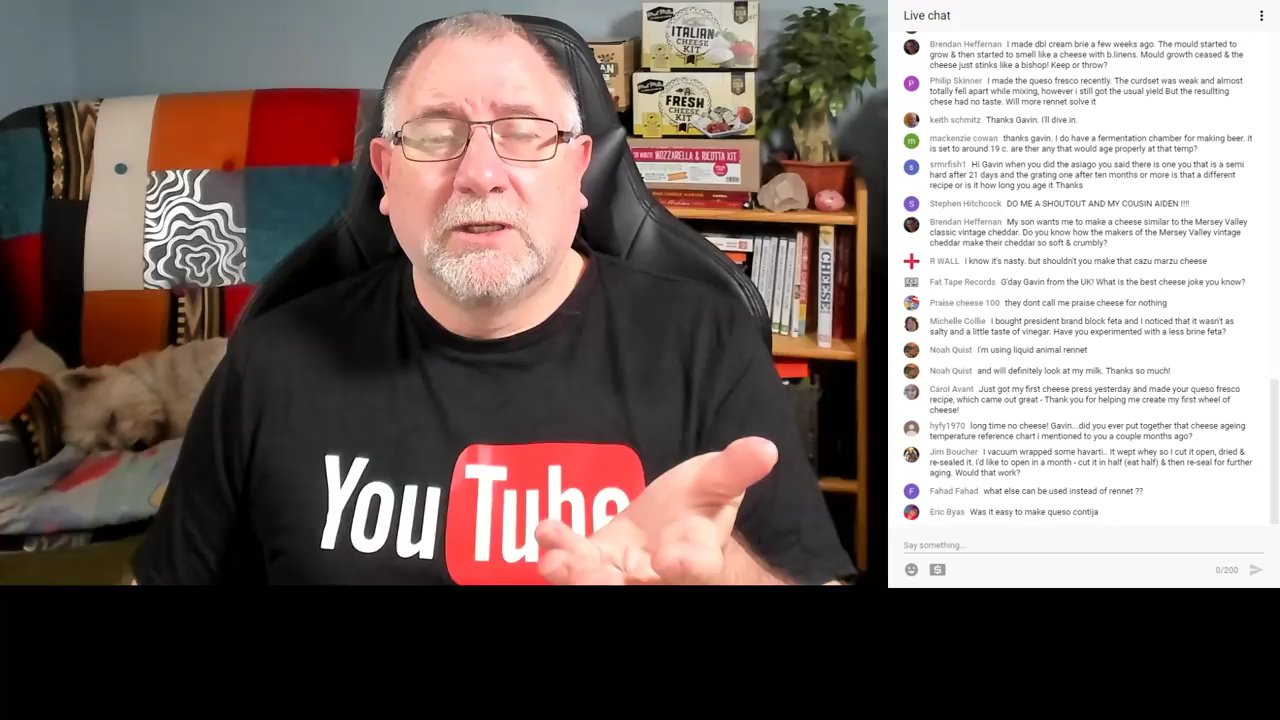 Live chat
Brendan Heffernan I made dbl cream brie a few weeks ago. The mould started to
grow & then started to smell like a cheese with b.linens. Mould growth ceased & the
cheese just stinks like a bishop! Keep or throw?
P
Philip Skinner I made the queso fresco recently. The curdset was weak and almost
totally fell apart while mixing, however i still got the usual yield But the resullting
chese had no taste. Will more rennet solve it
keith schmitz Thanks Gavin. I'll dive in.
m
mackenzie cowan thanks gavin. I do have a fermentation chamber for making beer. it
is set to around 19 c. are ther any that would age properly at that temp?
s
srmrfish1 Hi Gavin when you did the asiago you said there is one you that is a semi
hard after 21 days and the grating one after ten months or more is that a different
recipe or is it how long you age it Thanks
S
Stephen Hitchcock DO ME A SHOUTOUT AND MY COUSIN AIDEN !!!!
Brendan Heffernan My son wants me to make a cheese similar to the Mersey Valley
classic vintage cheddar. Do you know how the makers of the Mersey Valley vintage
cheddar make their cheddar so soft & crumbly?
R WALL I know it's nasty. but shouldn't you make that cazu marzu cheese
Fat Tape Records G'day Gavin from the UK! What is the best cheese joke you know?
Praise cheese 100 they dont call me praise cheese for nothing
Michelle Collie I bought president brand block feta and I noticed that it wasn't as
salty and a little taste of vinegar. Have you experimented with a less brine feta?
Noah Quist I'm using liquid animal rennet
Noah Quist and will definitely look at my milk. Thanks so much!
Carol Avant Just got my first cheese press yesterday and made your queso fresco
recipe, which came out great - Thank you for helping me create my first wheel of
cheese!
hyfy1970 long time no cheese! Gavin...did you ever put together that cheese ageing
temperature reference chart i mentioned to you a couple months ago?
Jim Boucher I vacuum wrapped some havarti.. It wept whey so I cut it open, dried &
re-sealed it. I'd like to open in a month - cut it in half (eat half) & then re-seal for further
aging. Would that work?
F
Fahad Fahad what else can be used instead of rennet ??
Eric Byas Was it easy to make queso contija
Say something...
0/200
ITALIAN
CHEESE
KIT
FRESH
CHEESE
KIT
MOZZARELLA & RICOTTA KIT
CHEESE
YouTube